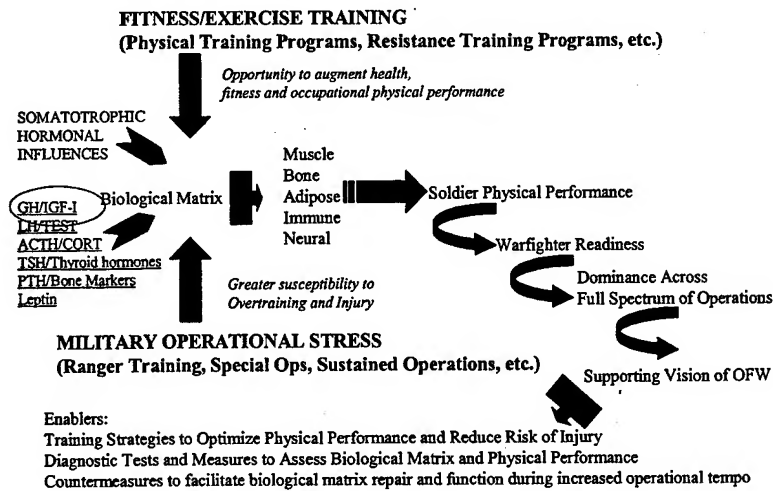 FITNESS/EXERCISE TRAINING
(Physical Training Programs, Resistance Training Programs, etc.)
Opportunity to augment health,
fitness and occupational physical performance
SOMATOTROPHIC
HORMONAL
INFLUENCES
Muscle
Bone
Adipose
Immune
Neural
Biological Matrix
Soldier Physical Performance
GH/IGF-I
LH/TEST
ACTH/CORT
TSH/Thyroid hormones
PTH/Bone Markers
Leptin
Warfighter Readiness
Greater susceptibility to
Overtraining and Injury
Dominance Across
Full Spectrum of Operations
MILITARY OPERATIONAL STRESS
(Ranger Training, Special Ops, Sustained Operations, etc.)
Supporting Vision of OFW
Enablers:
Training Strategies to Optimize Physical Performance and Reduce Risk of Injury
Diagnostic Tests and Measures to Assess Biological Matrix and Physical Performance
Countermeasures to facilitate biological matrix repair and function during increased operational tempo